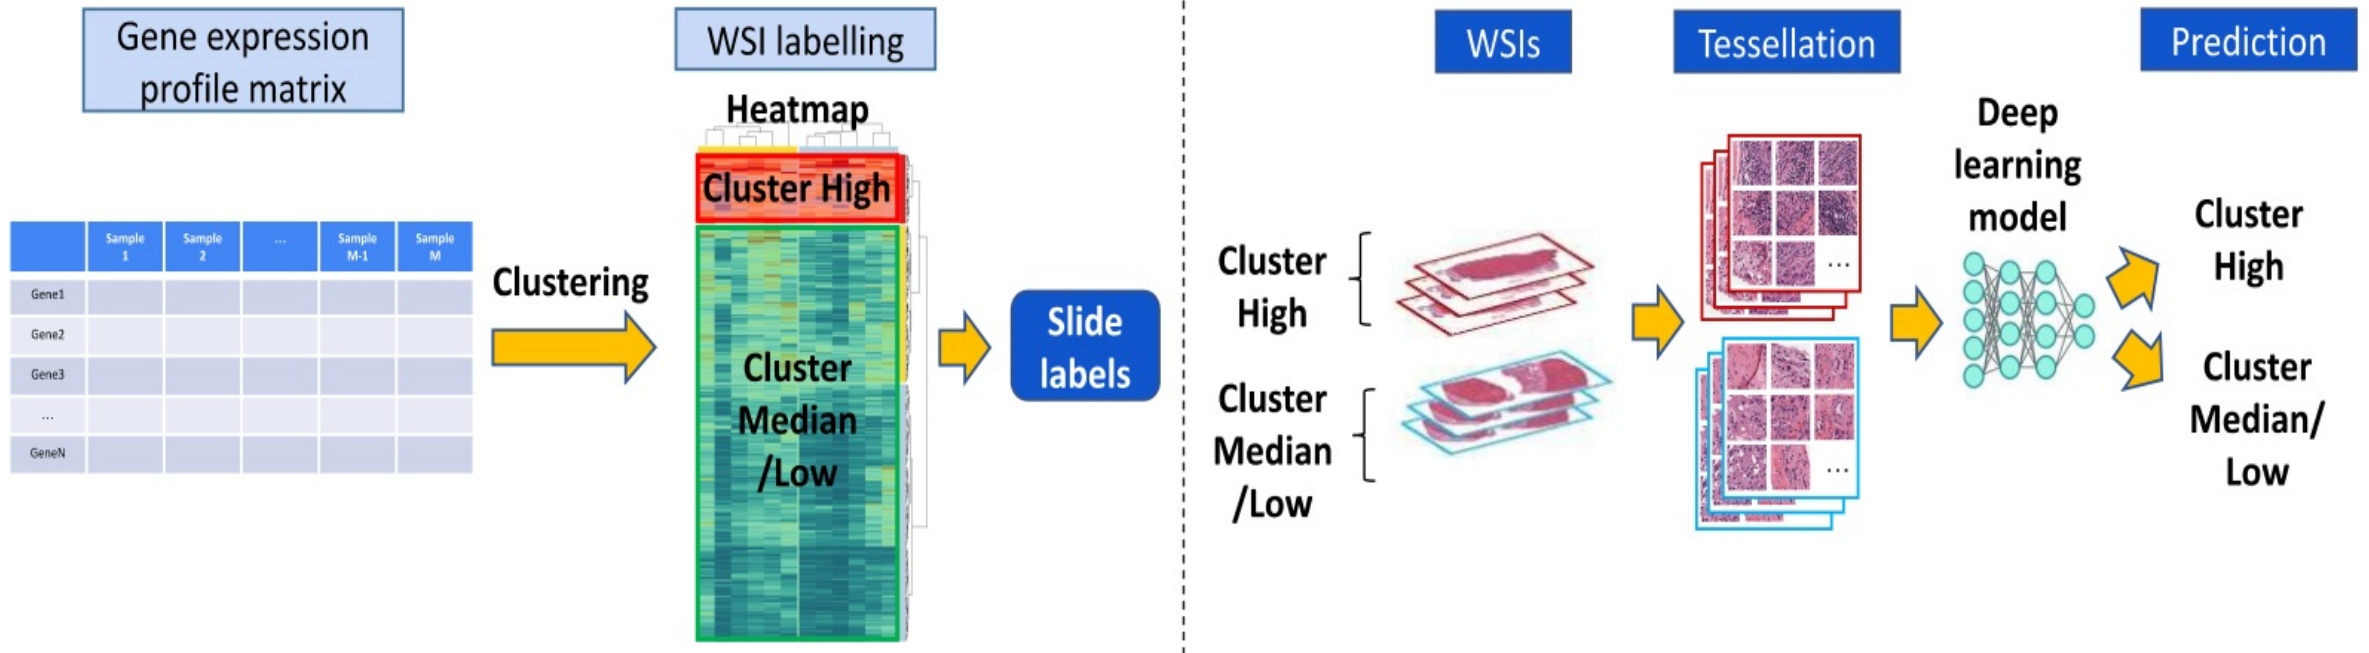 Gene expression
profile matrix
Sample
1
Sample
2
...
Sample
M-1
Sample
M
Gene1
Gene2
Gene3
...
GeneN
Clustering
WSI labelling
Heatmap
Cluster High
Cluster
Median
/Low
Slide
labels
WSIs
Cluster
High
Cluster
Median
/Low
Tessellation
...
...
Deep
learning
model
Prediction
Cluster
High
Cluster
Median/
Low